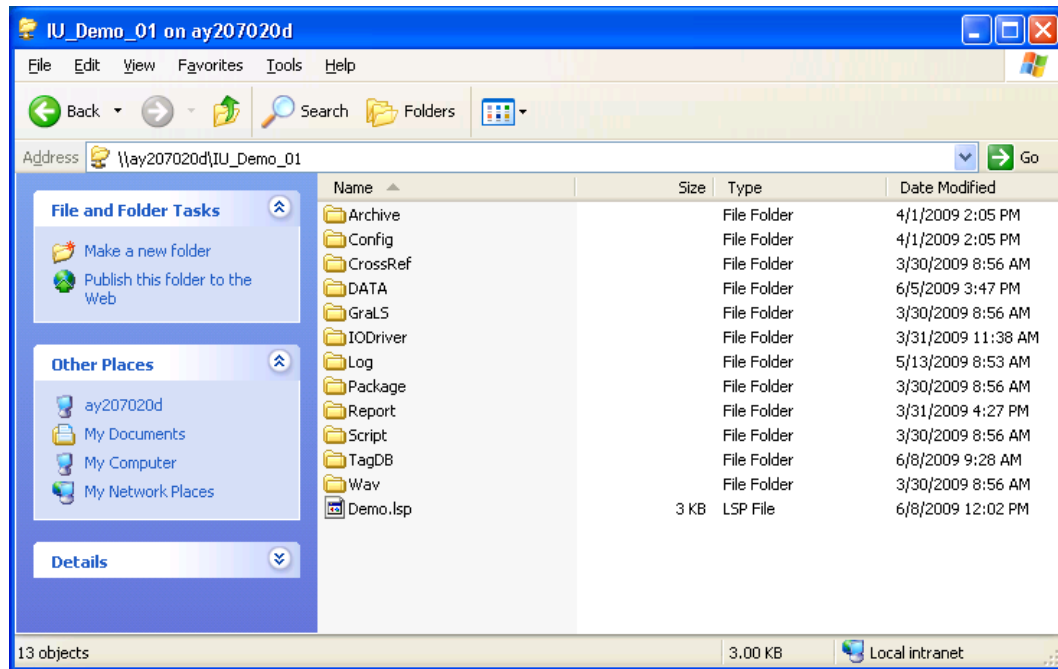 IU_Demo_01 on ay207020d
File Edit View Favorites Tools Help
Back Search Folders
Address \\ay207020d\IU_Demo_01 Go
File and Folder Tasks
Make a new folder
Publish this folder to the
Web
Other Places
ay207020d
My Documents
My Computer
My Network Places
Details
Name Size Type Date Modified
Archive File Folder 4/1/2009 2:05 PM
Config File Folder 4/1/2009 2:05 PM
CrossRef File Folder 3/30/2009 8:56 AM
DATA File Folder 6/5/2009 3:47 PM
GraLS File Folder 3/30/2009 8:56 AM
IODriver File Folder 3/31/2009 11:38 AM
Log File Folder 5/13/2009 8:53 AM
Package File Folder 3/30/2009 8:56 AM
Report File Folder 3/31/2009 4:27 PM
Script File Folder 3/30/2009 8:56 AM
TagDB File Folder 6/8/2009 9:28 AM
Wav File Folder 3/30/2009 8:56 AM
Demo.lsp 3 KB LSP File 6/8/2009 12:02 PM
13 objects 3.00 KB Local intranet